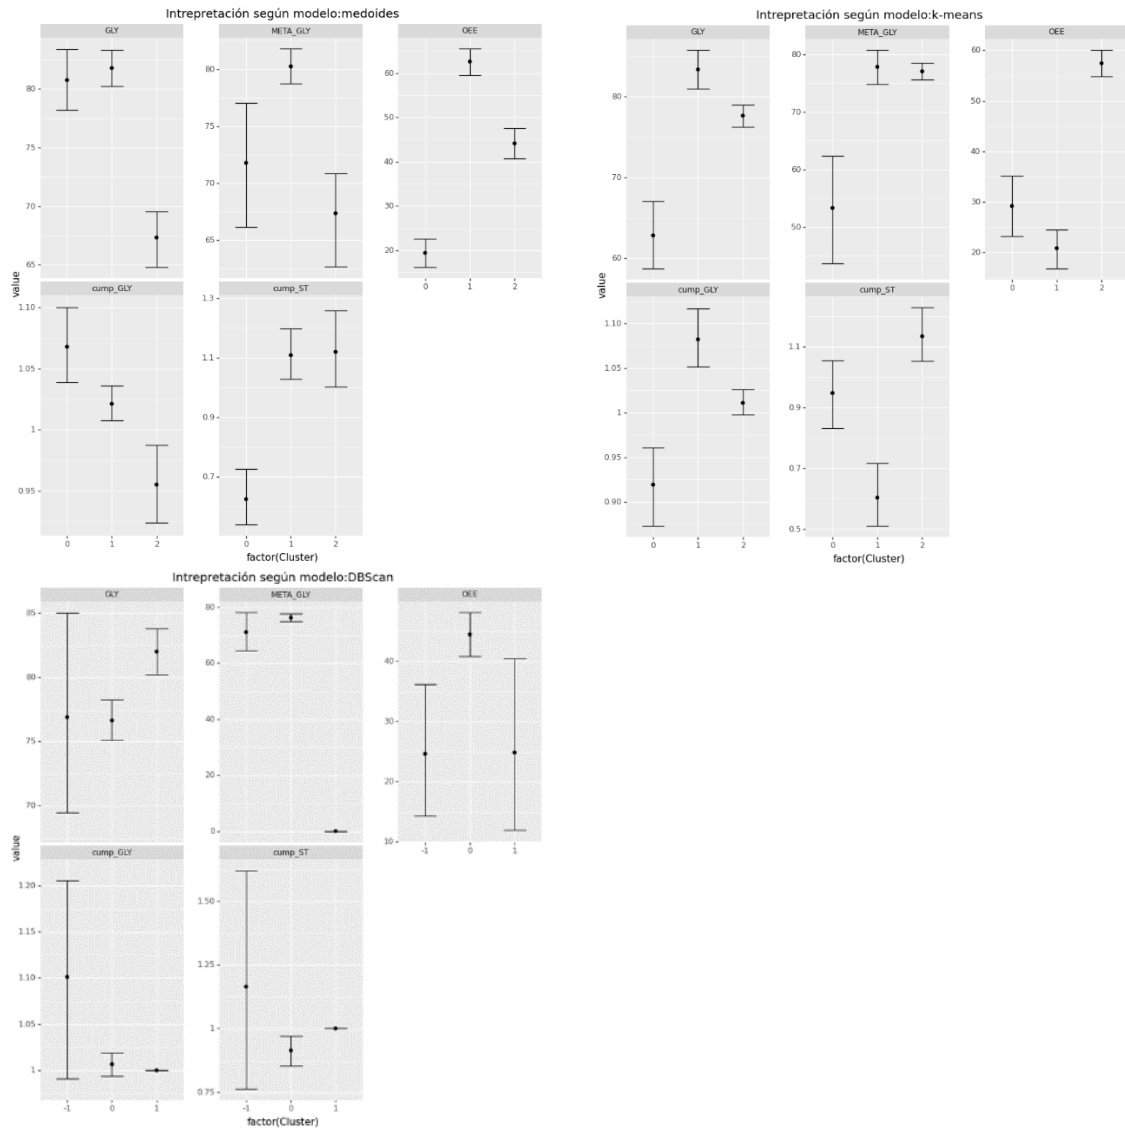 Intrepretación según modelo:medoides
GLY META_GLY OEE
80 75 70 65
80 75 70 65
60 50 40 30 20
value
cump_GLY cump_ST
1.10 1.05 1 0.95
1.3 1.1 0.9 0.7
0 1 2
0 1 2
0 1 2
factor(Cluster)
Intrepretación según modelo:k-means
GLY META_GLY OEE
80 70 60
80 70 60 50
60 50 40 30 20
value
cump_GLY cump_ST
1.10 1.05 1 0.95 0.90
1.1 0.9 0.7 0.5
0 1 2
0 1 2
0 1 2
factor(Cluster)
Intrepretación según modelo:DBScan
GLY META_GLY OEE
85 80 75 70
80 60 40 20 0
40 30 20 10
value
-1 0 1
cump_GLY cump_ST
1.20 1.10 1.05 1
1.50 1.25 1 0.75
-1 0 1
-1 0 1
factor(Cluster)